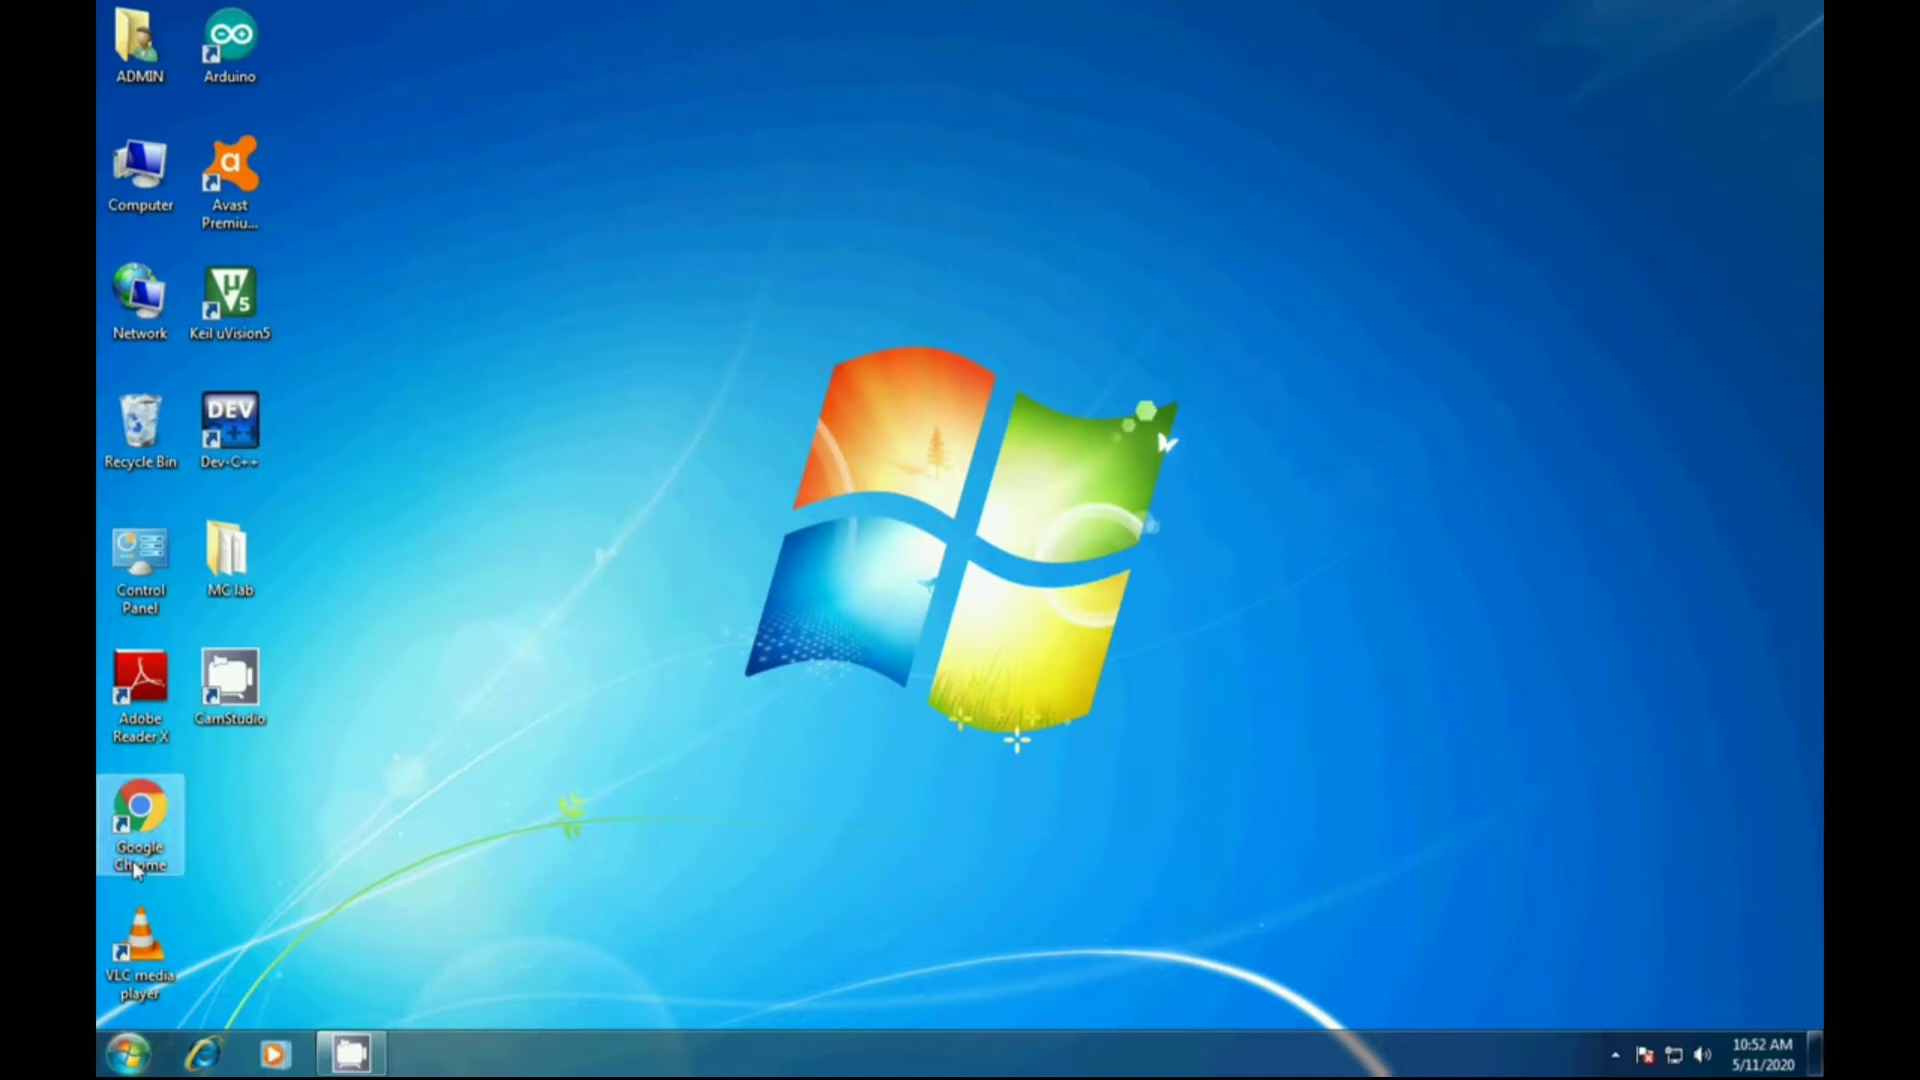 ADMIN
Arduino
Computer
Avast
Premiu...
Network
Keil uVision5
Recycle Bin
DEV
C++
Dev-C++
Control
Panel
MC lab
Adobe
Reader X
CamStudio
Google
Chrome
VLC media
player
10:52 AM
5/11/2020